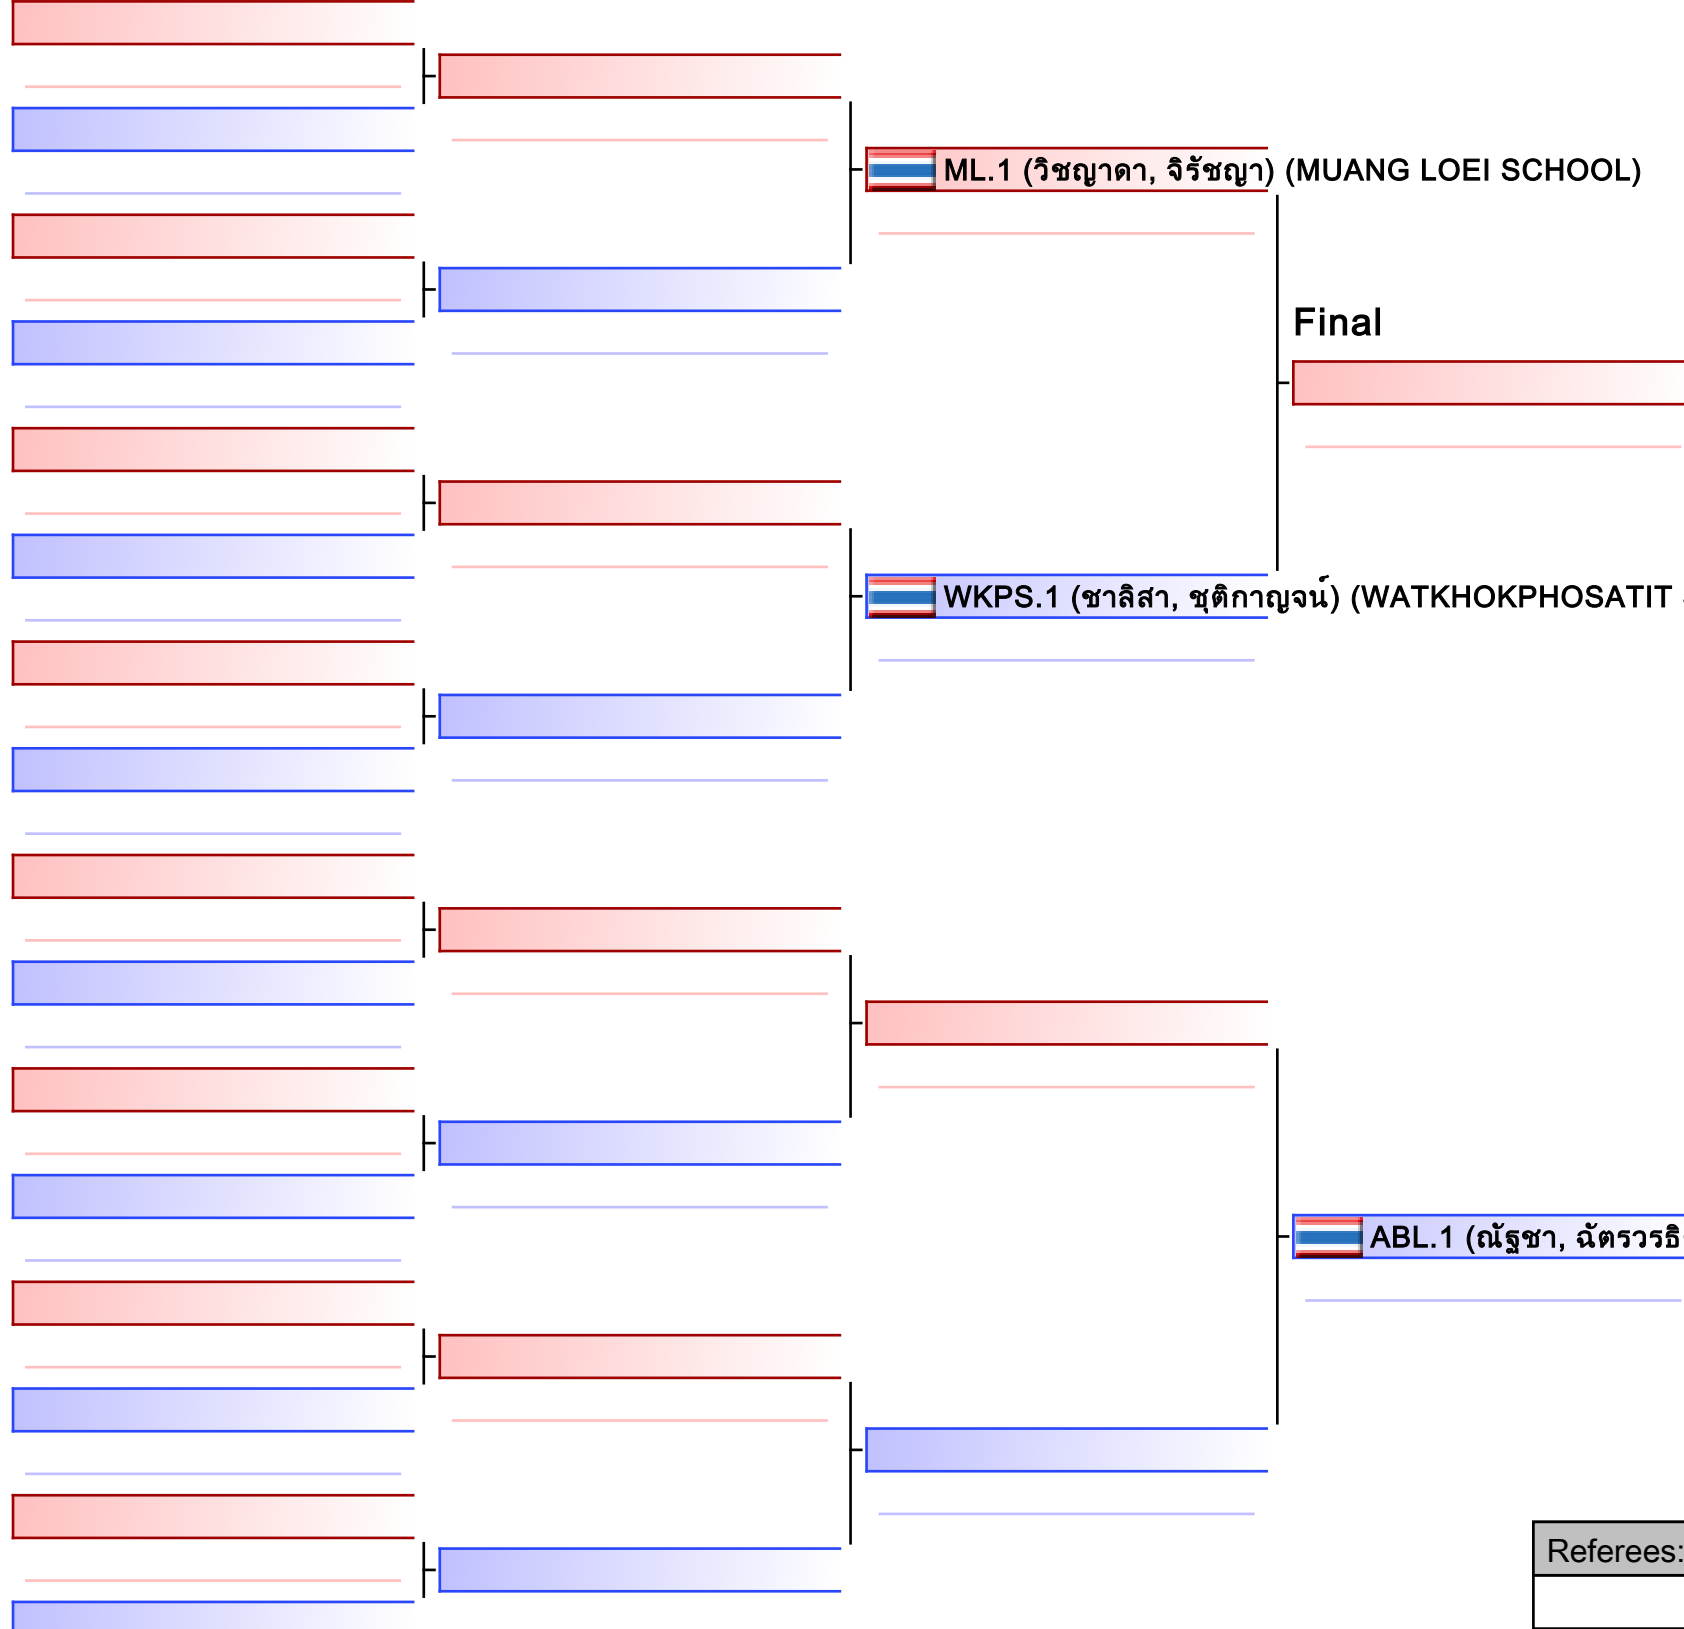 ML.1 (วิชญาดา, จิรัชญา) (MUANG LOEI SCHOOL)
Final
WKPS.1 (ชาลิสา, ชุติกาญจน์) (WATKHOKPHOSATIT
ABL.1 (ณัฐชา,
Referees: